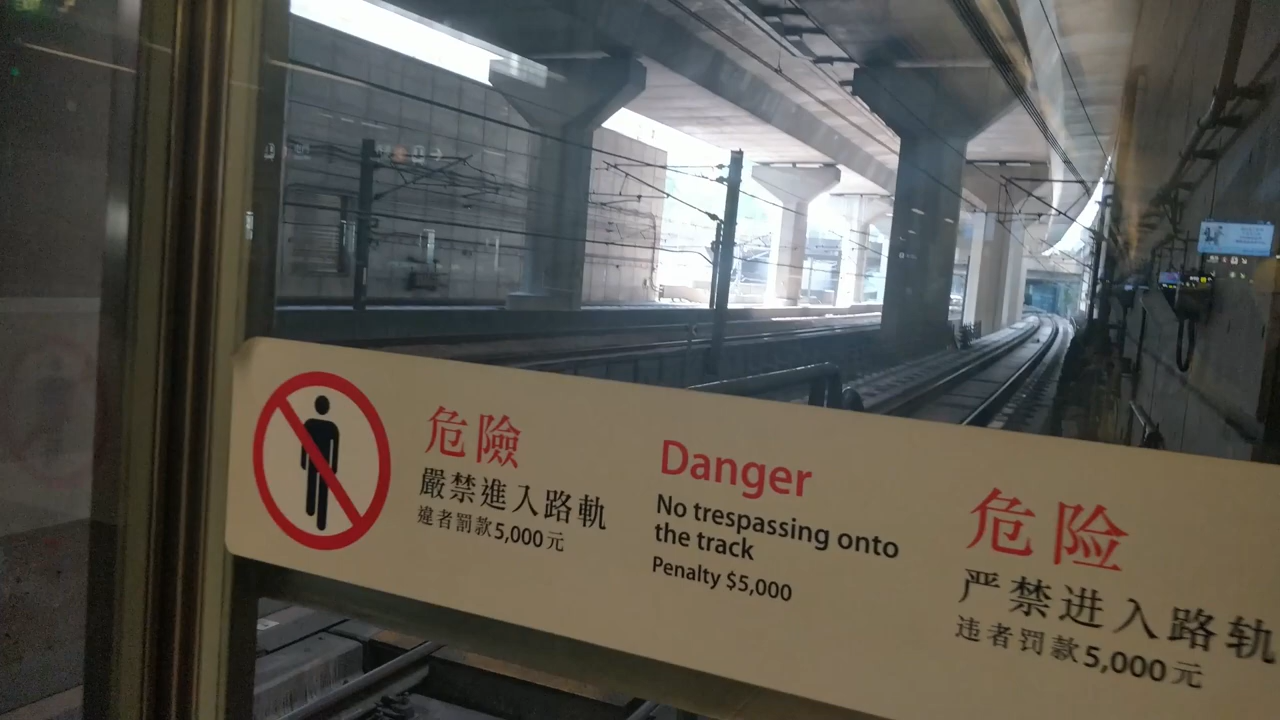 危險
嚴禁進入路軌
違者罰款5,000元
Danger
No trespassing onto
the track
Penalty $5,000
危险
严禁进入路轨
违者罚款5,000元